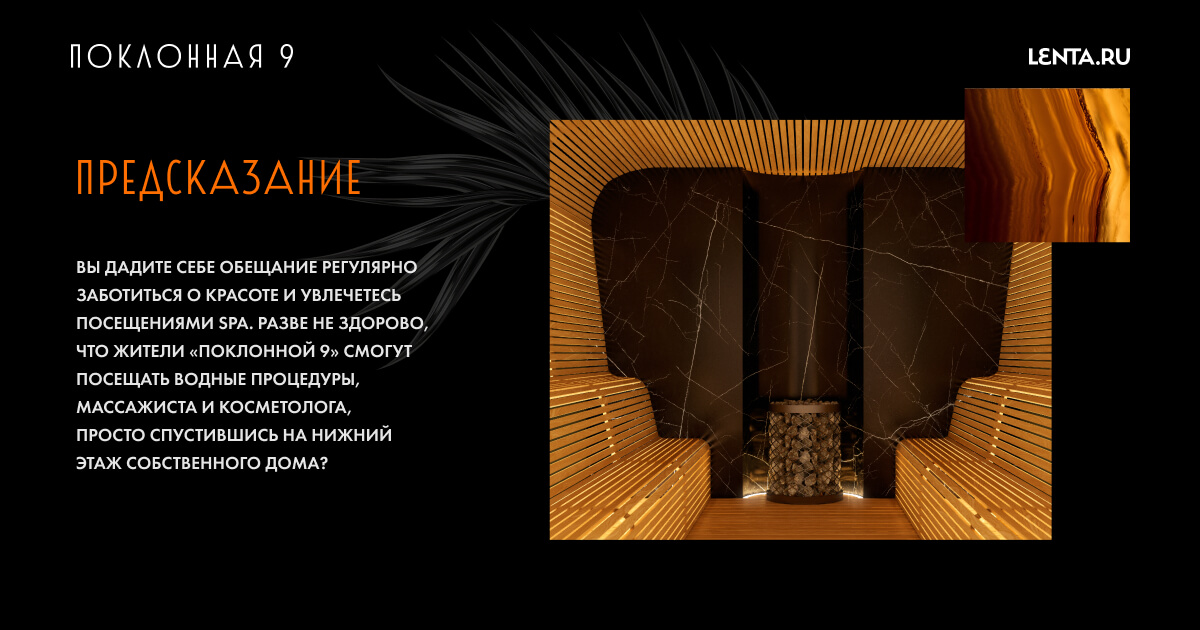 ПОКЛОННАЯ 9
LENTA.RU
ПРЕДСКАЗАНИЕ
ВЫ ДАДИТЕ СЕБЕ ОБЕЩАНИЕ РЕГУЛЯРНО
ЗАБОТИТЬСЯ О КРАСОТЕ И УВЛЕЧЕТЕСЬ
ПОСЕЩЕНИЯМИ SPA. РАЗВЕ НЕ ЗДОРОВО,
ЧТО ЖИТЕЛИ «ПОКЛОННОЙ 9» СМОГУТ
ПОСЕЩАТЬ ВОДНЫЕ ПРОЦЕДУРЫ,
МАССАЖИСТА И КОСМЕТОЛОГА,
ПРОСТО СПУСТИВШИСЬ НА НИЖНИЙ
ЭТАЖ СОБСТВЕННОГО ДОМА?